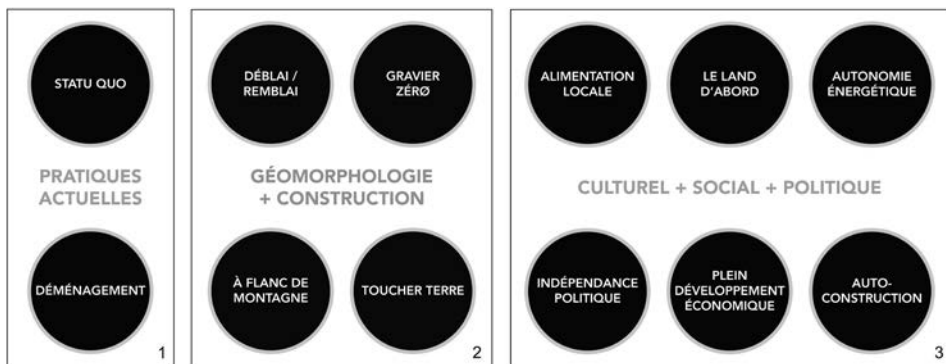 STATU QUO
PRATIQUES
ACTUELLES
DÉMÉNAGEMENT
1
DÉBLAI /
REMBLAI
GRAVIER
ZÉRØ
GÉOMORPHOLOGIE
+ CONSTRUCTION
À FLANC DE
MONTAGNE
TOUCHER TERRE
2
ALIMENTATION
LOCALE
LE LAND
D'ABORD
AUTONOMIE
ÉNERGÉTIQUE
CULTUREL + SOCIAL + POLITIQUE
INDÉPENDANCE
POLITIQUE
PLEIN
DÉVELOPPEMENT
ÉCONOMIQUE
AUTO-
CONSTRUCTION
3